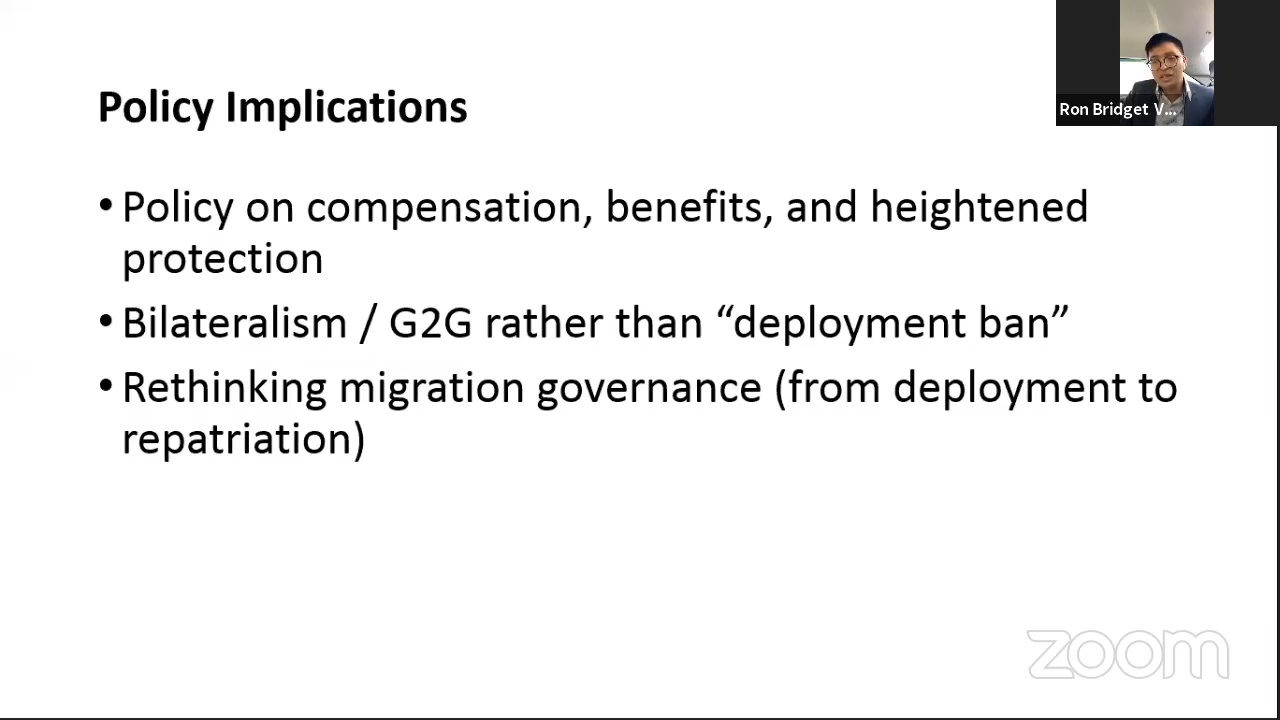 Policy Implications
Ron Bridget V...
• Policy on compensation, benefits, and heightened
protection
• Bilateralism / G2G rather than “deployment ban”
• Rethinking migration governance (from deployment to
repatriation)
zoom